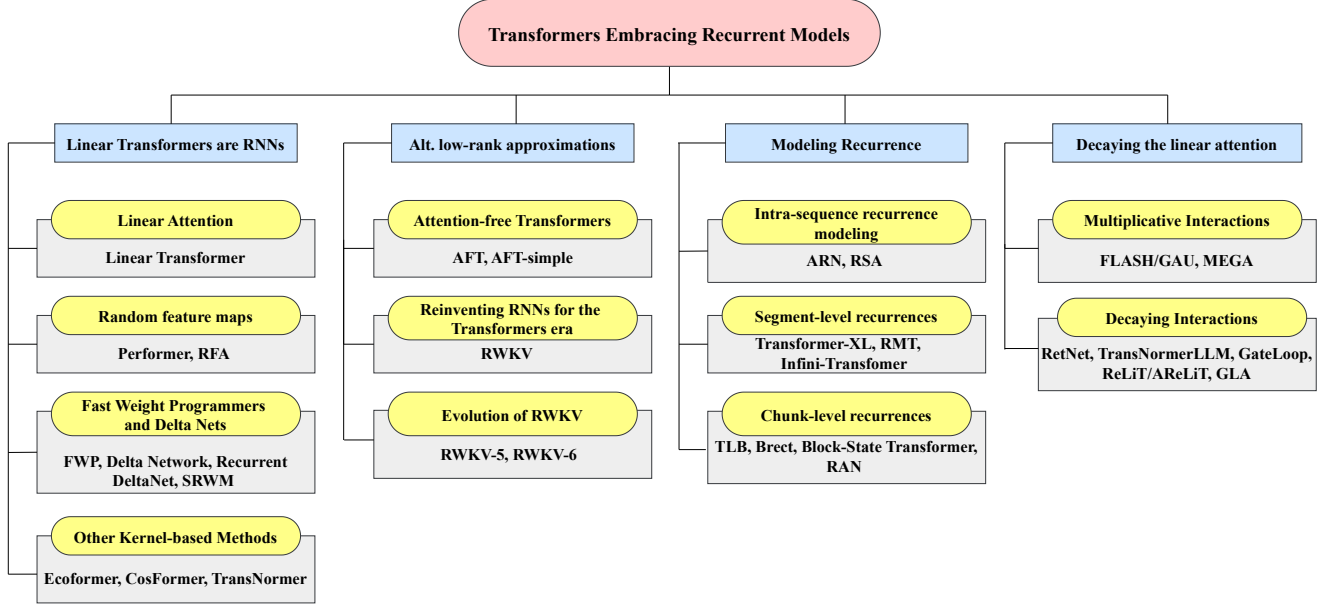 Transformers Embracing Recurrent Models
Linear Transformers are RNNs
Linear Attention
Linear Transformer
Random feature maps
Performer, RFA
Fast Weight Programmers
and Delta Nets
FWP, Delta Network, Recurrent
DeltaNet, SRWM
Other Kernel-based Methods
Ecoformer, CosFormer, TransNormer
Alt. low-rank approximations
Attention-free Transformers
AFT, AFT-simple
Reinventing RNNs for the
Transformers era
RWKV
Evolution of RWKV
RWKV-5, RWKV-6
Modeling Recurrence
Intra-sequence recurrence
modeling
ARN, RSA
Segment-level recurrences
Transformer-XL, RMT,
Infini-Transfomer
Chunk-level recurrences
TLB, Brect, Block-State Transformer,
RAN
Decaying the linear attention
Multiplicative Interactions
FLASH/GAU, MEGA
Decaying Interactions
RetNet, TransNormerLLM, GateLoop,
ReLiT/AReLiT, GLA